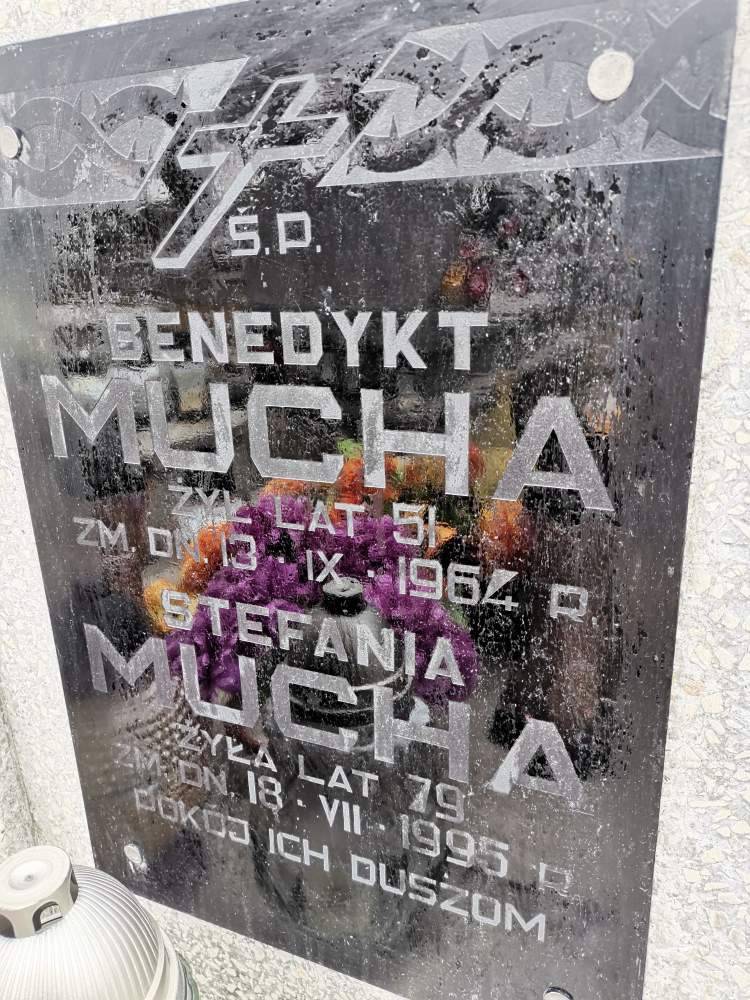 Ś.P.
BENEDYKT
MUCHA
ŻYŁ LAT 51
ZM. DN. 13 · IX · 1964 R.
STEFANIA
MUCHA
ŻYŁA LAT 79
ZM. DN. 18 · VII · 1995 R
POKÓJ ICH DUSZOM